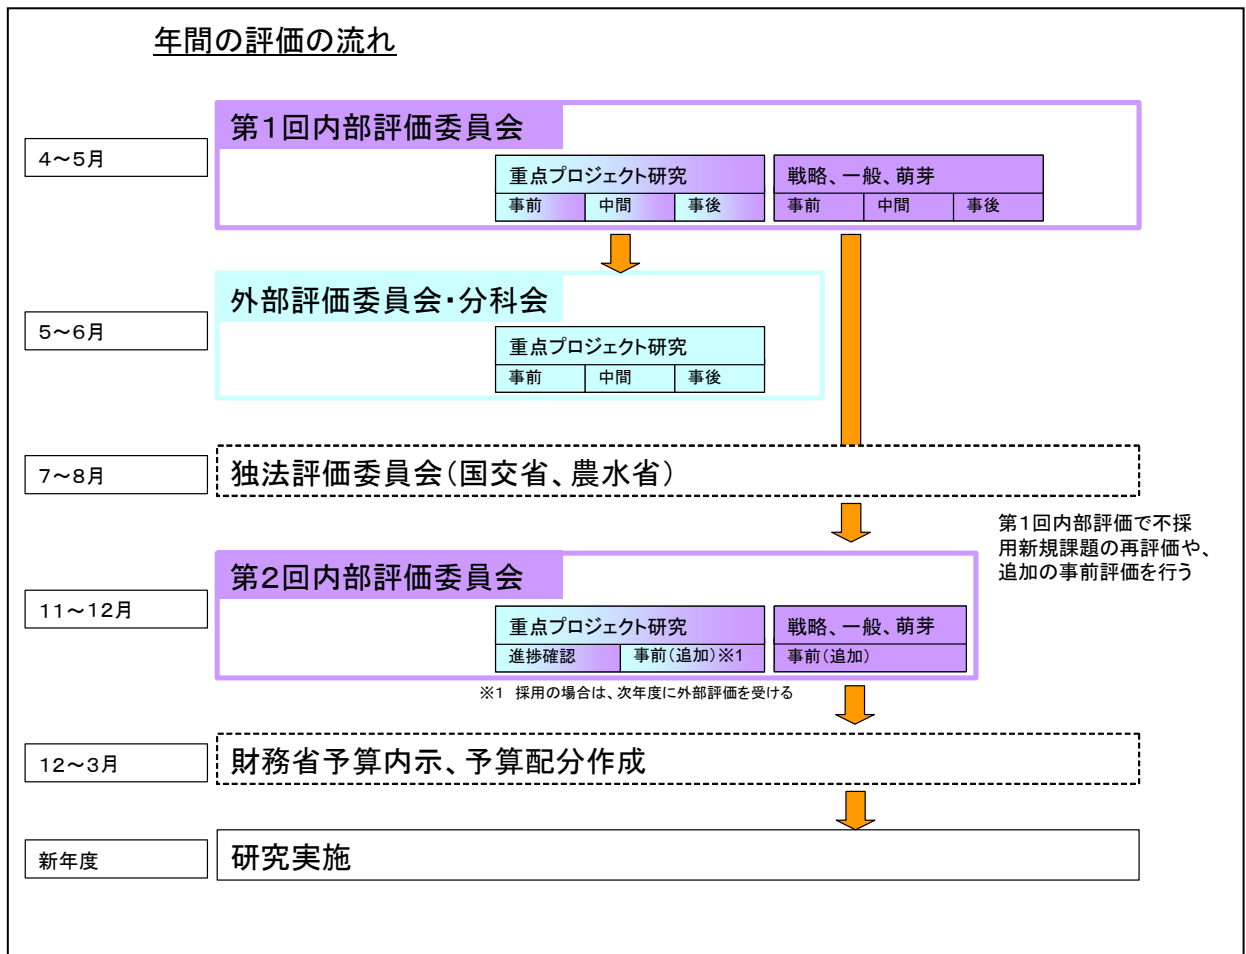 年間の評価の流れ
4～5月
第1回内部評価委員会
重点プロジェクト研究
事前 中間 事後
戦略、一般、萌芽
事前 中間 事後
5～6月
外部評価委員会・分科会
重点プロジェクト研究
事前 中間 事後
7～8月
独法評価委員会(国交省、農水省)
第1回内部評価で不採
用新規課題の再評価や、
追加の事前評価を行う
11～12月
第2回内部評価委員会
重点プロジェクト研究
進捗確認 事前(追加)※1
戦略、一般、萌芽
事前(追加)
※1 採用の場合は、次年度に外部評価を受ける
12～3月
財務省予算内示、予算配分作成
新年度
研究実施